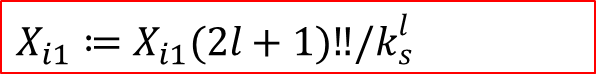 $X_{i1} := X_{i1}(2l + 1)!!/k_s^l$